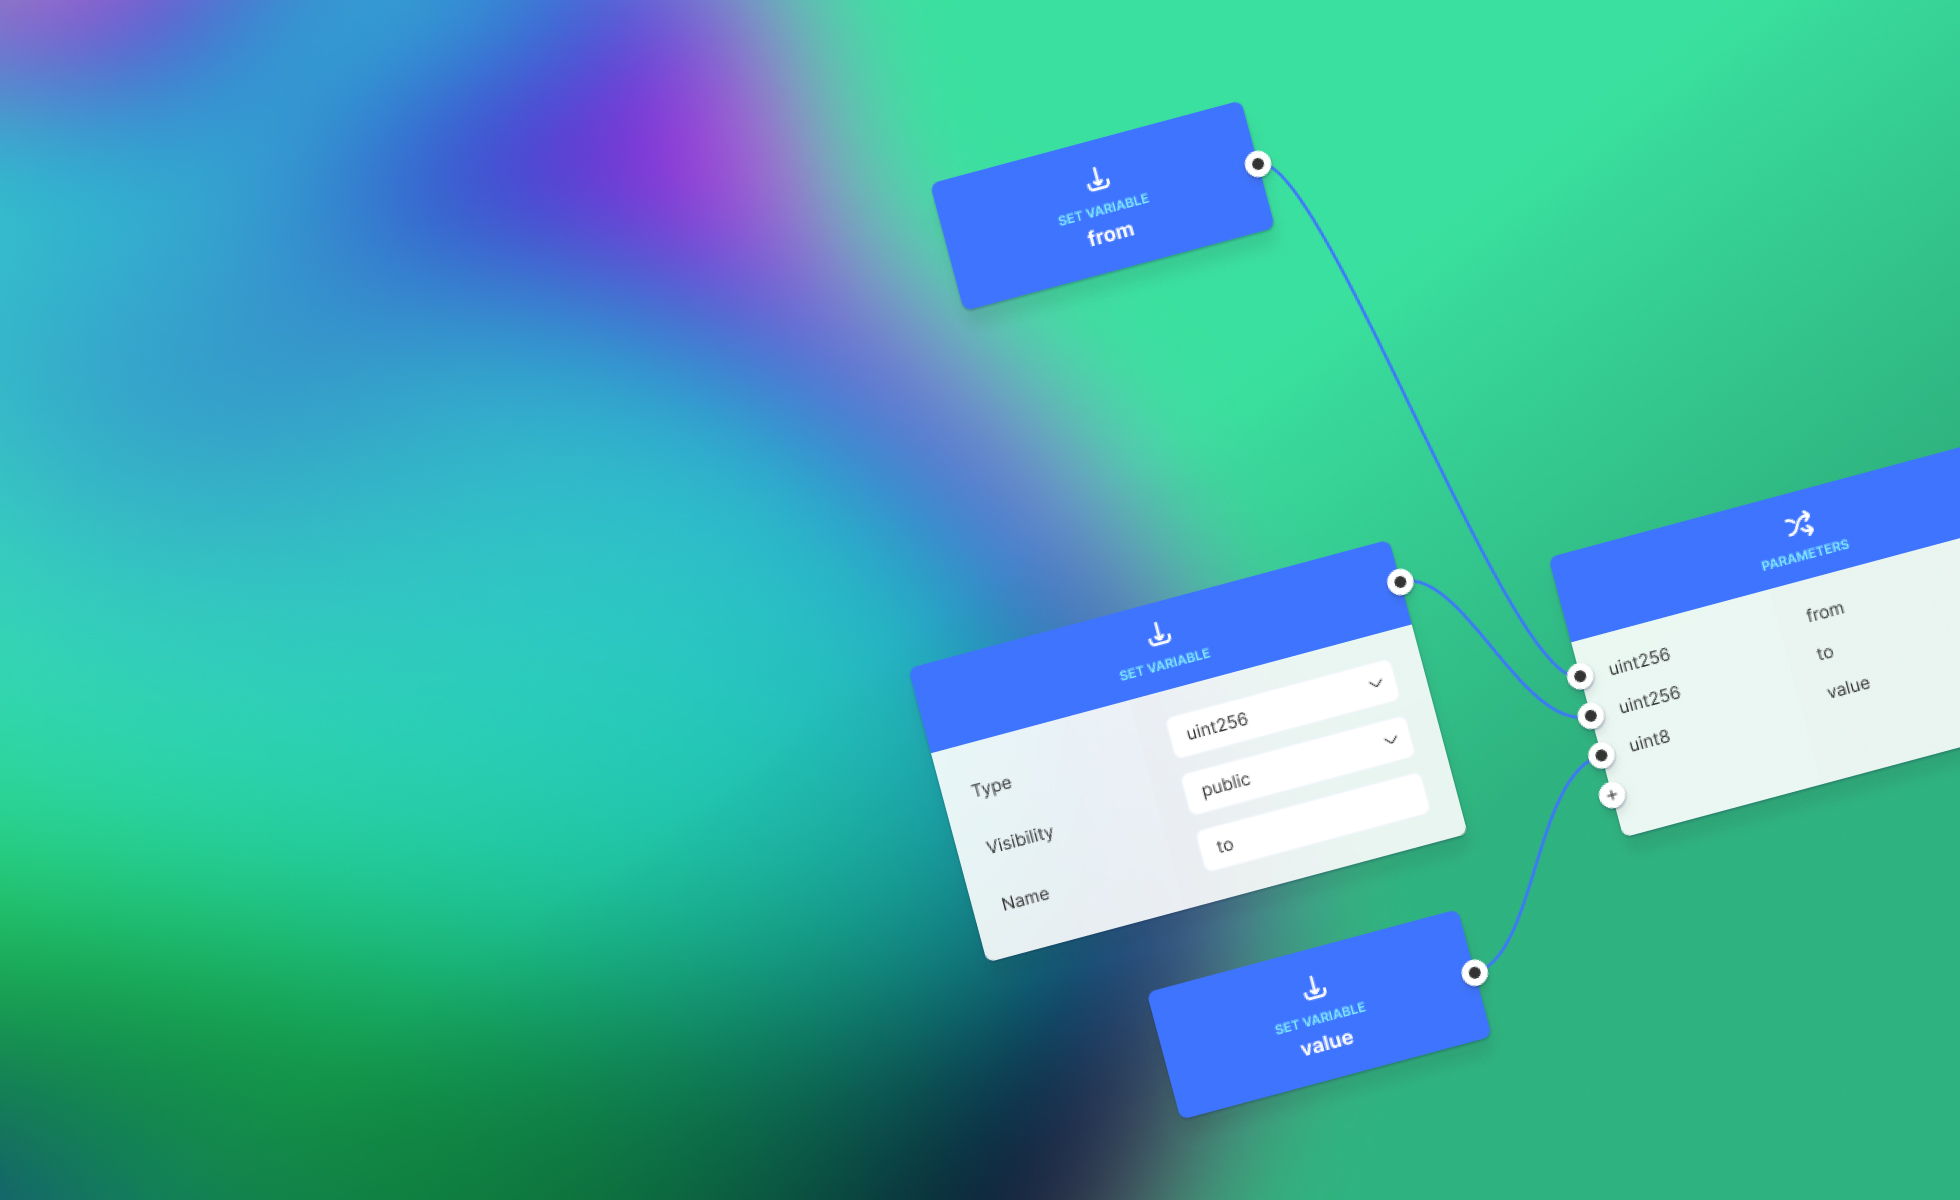 SET VARIABLE
from
SET VARIABLE
Type
uint256
Visibility
public
Name
to
SET VARIABLE
value
PARAMETERS
uint256
from
uint256
to
uint8
value